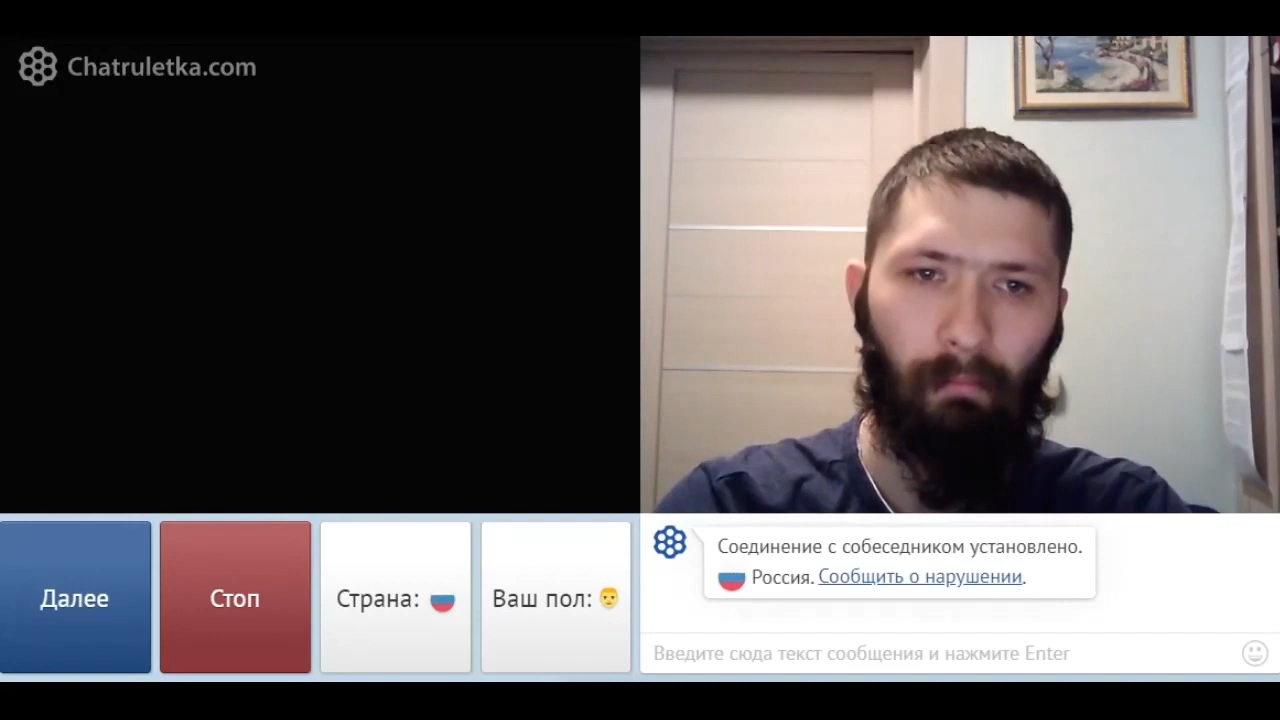 Chatruletka.com
Далее
Стоп
Страна:
Ваш пол:
Соединение с собеседником установлено.
Россия. Сообщить о нарушении.
Введите сюда текст сообщения и нажмите Enter